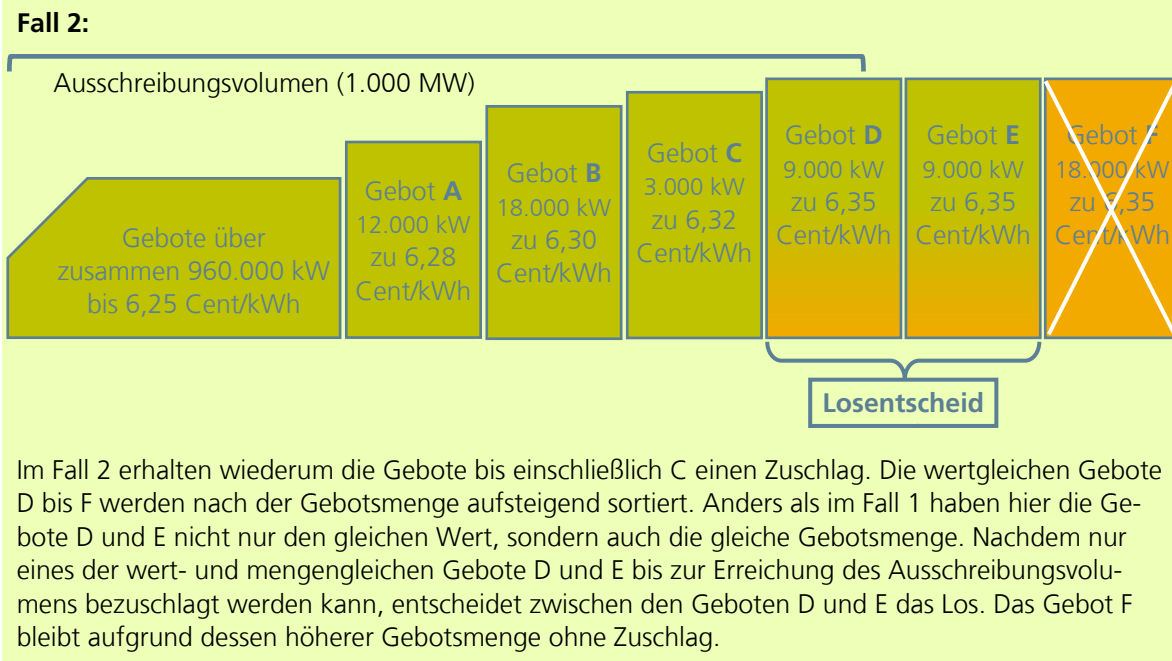 Fall 2:
Ausschreibungsvolumen (1.000 MW)
Gebote über
zusammen 960.000 kW
bis 6,25 Cent/kWh
Gebot A
12.000 kW
zu 6,28
Cent/kWh
Gebot B
18.000 kW
zu 6,30
Cent/kWh
Gebot C
3.000 kW
zu 6,32
Cent/kWh
Gebot D
9.000 kW
zu 6,35
Cent/kWh
Gebot E
9.000 kW
zu 6,35
Cent/kWh
Gebot F
18.000 kW
zu 6,35
Cent/kWh
Losentscheid
Im Fall 2 erhalten wiederum die Gebote bis einschließlich C einen Zuschlag. Die wertgleichen Gebote
D bis F werden nach der Gebotsmenge aufsteigend sortiert. Anders als im Fall 1 haben hier die Ge-
bote D und E nicht nur den gleichen Wert, sondern auch die gleiche Gebotsmenge. Nachdem nur
eines der wert- und mengengleichen Gebote D und E bis zur Erreichung des Ausschreibungsvolu-
mens bezuschlagt werden kann, entscheidet zwischen den Geboten D und E das Los. Das Gebot F
bleibt aufgrund dessen höherer Gebotsmenge ohne Zuschlag.